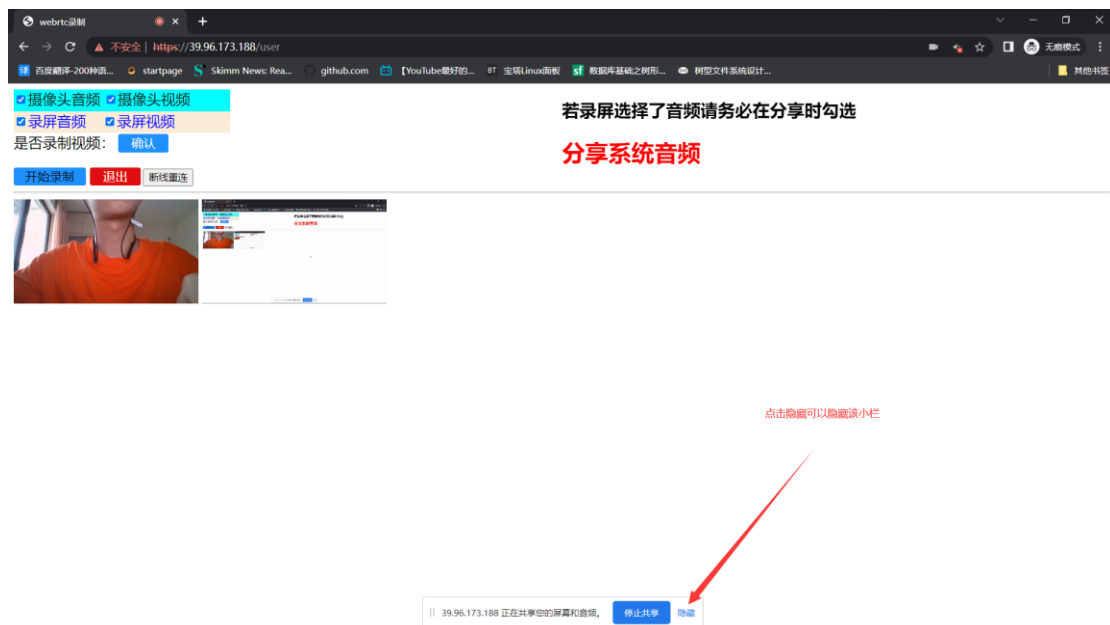 webrtc录制
不安全 | https://39.96.173.188/user
无痕模式
译 百度翻译-200种语...
startpage
S Skimm News: Rea...
github.com
【YouTube最好的...
BT 宝塔Linux面板
sf 数据库基础之树形...
树型文件系统设计...
其他书签
摄像头音频 摄像头视频
录屏音频 录屏视频
是否录制视频： 确认
开始录制 退出 断线重连
若录屏选择了音频请务必在分享时勾选
分享系统音频
点击隐藏可以隐藏该小栏
39.96.173.188 正在共享您的屏幕和音频。 停止共享 隐藏